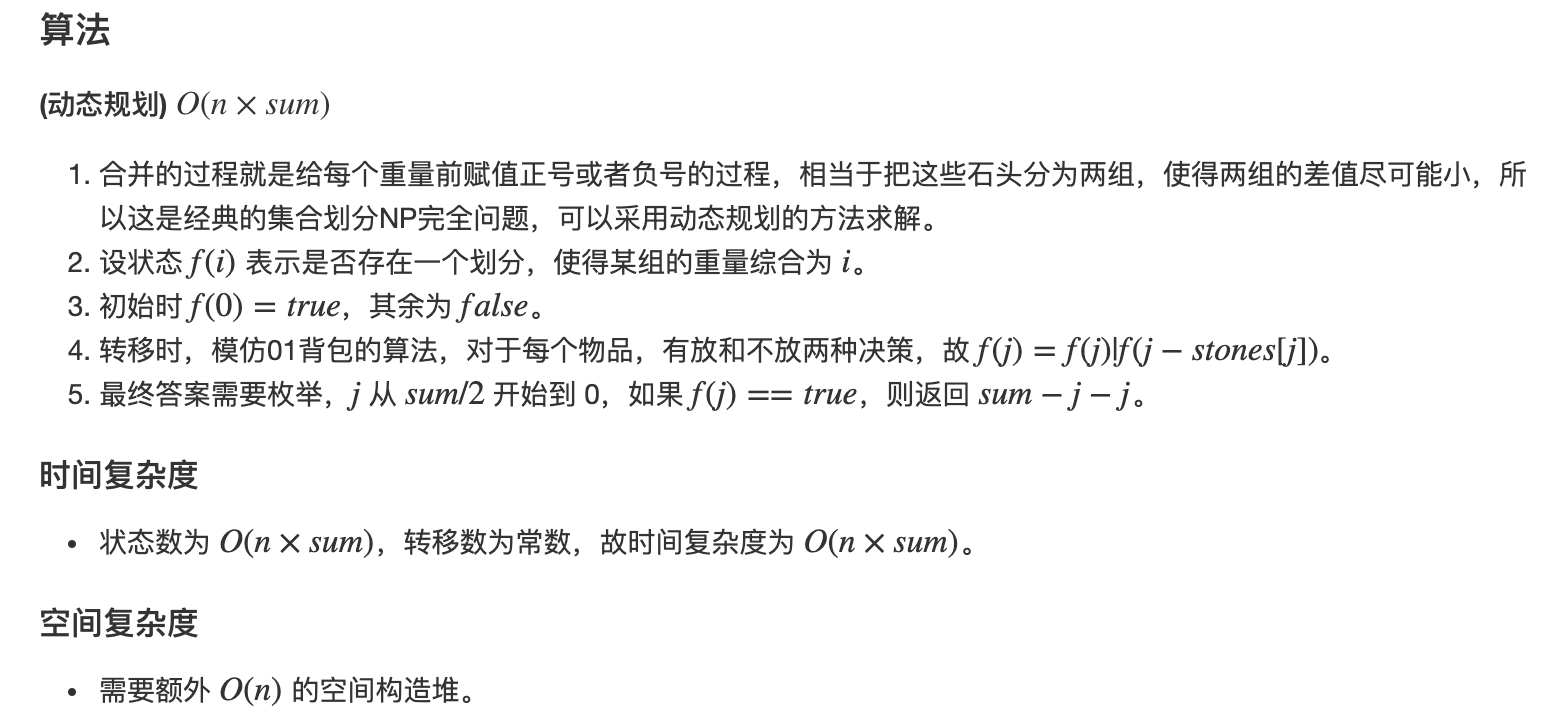 算法
(动态规划) O(n × sum)
1. 合并的过程就是给每个重量前赋值正号或者负号的过程，相当于把这些石头分为两组，使得两组的差值尽可能小，所
以这是经典的集合划分NP完全问题，可以采用动态规划的方法求解。
2. 设状态 f(i) 表示是否存在一个划分，使得某组的重量综合为 i。
3. 初始时 f(0) = true，其余为 false。
4. 转移时，模仿01背包的算法，对于每个物品，有放和不放两种决策，故 f(j) = f(j)|f(j − stones[j])。
5. 最终答案需要枚举，j 从 sum/2 开始到 0，如果 f(j) == true，则返回 sum − j − j。
时间复杂度
• 状态数为 O(n × sum)，转移数为常数，故时间复杂度为 O(n × sum)。
空间复杂度
• 需要额外 O(n) 的空间构造堆。